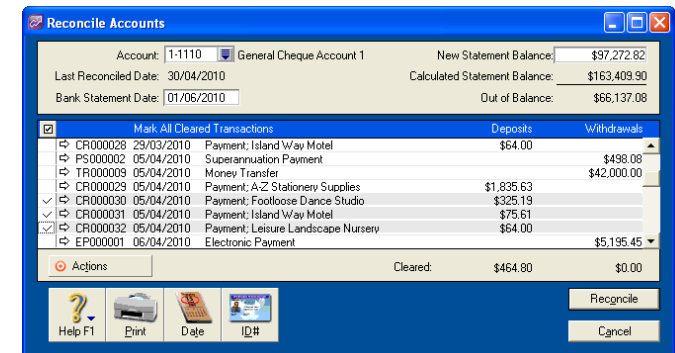 Reconcile Accounts
Account: 1-1110 General Cheque Account 1 New Statement Balance: $97,272.82
Last Reconciled Date: 30/04/2010 Calculated Statement Balance: $163,409.90
Bank Statement Date: 01/06/2010 Out of Balance: $66,137.08
Mark All Cleared Transactions Deposits Withdrawals
CR000028 29/03/2010 Payment; Island Way Motel $64.00
PS000002 05/04/2010 Superannuation Payment $498.08
TR000009 05/04/2010 Money Transfer $42,000.00
CR000029 05/04/2010 Payment; A-Z Stationery Supplies $1,835.63
CR000030 05/04/2010 Payment; Footloose Dance Studio $325.19
CR000031 05/04/2010 Payment; Island Way Motel $75.61
CR000032 05/04/2010 Payment; Leisure Landscape Nursery $64.00
EP000001 06/04/2010 Electronic Payment $5,195.45
Actions Cleared: $464.80 $0.00
Help F1 Print Date ID# Reconcile
Cancel